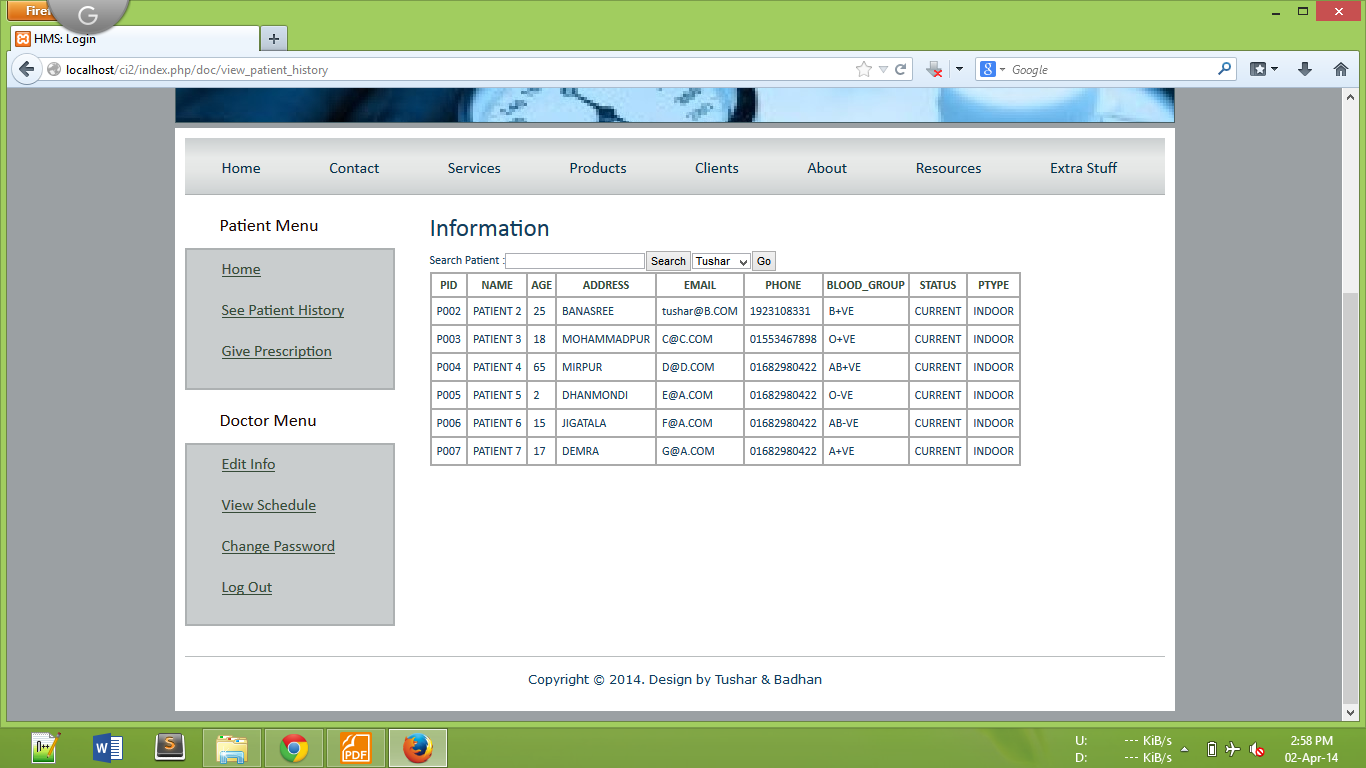 Firef
G
HMS: Login
localhost/ci2/index.php/doc/view_patient_history
Google
Home Contact Services Products Clients About Resources Extra Stuff
Patient Menu
Home
See Patient History
Give Prescription
Doctor Menu
Edit Info
View Schedule
Change Password
Log Out
Information
Search Patient : Search Tushar Go
PID NAME AGE ADDRESS EMAIL PHONE BLOOD_GROUP STATUS PTYPE
P002 PATIENT 2 25 BANASREE tushar@B.COM 1923108331 B+VE CURRENT INDOOR
P003 PATIENT 3 18 MOHAMMADPUR C@C.COM 01553467898 O+VE CURRENT INDOOR
P004 PATIENT 4 65 MIRPUR D@D.COM 01682980422 AB+VE CURRENT INDOOR
P005 PATIENT 5 2 DHANMONDI E@A.COM 01682980422 O-VE CURRENT INDOOR
P006 PATIENT 6 15 JIGATALA F@A.COM 01682980422 AB-VE CURRENT INDOOR
P007 PATIENT 7 17 DEMRA G@A.COM 01682980422 A+VE CURRENT INDOOR
Copyright © 2014. Design by Tushar & Badhan
PDF
U: --- KiB/s
D: --- KiB/s
2:58 PM
02-Apr-14